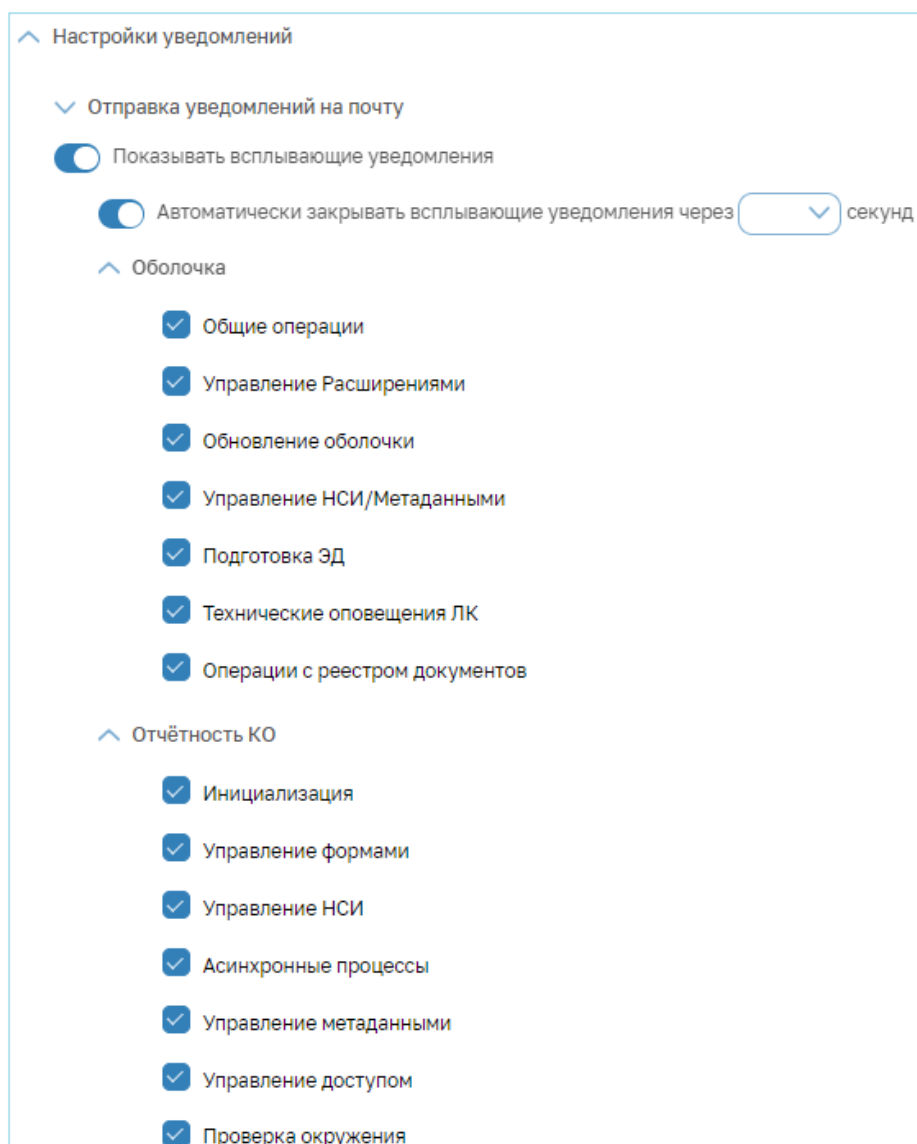 Настройки уведомлений
Отправка уведомлений на почту
Показывать всплывающие уведомления
Автоматически закрывать всплывающие уведомления через секунд
Оболочка
Общие операции
Управление Расширениями
Обновление оболочки
Управление НСИ/Метаданными
Подготовка ЭД
Технические оповещения ЛК
Операции с реестром документов
Отчётность КО
Инициализация
Управление формами
Управление НСИ
Асинхронные процессы
Управление метаданными
Управление доступом
Проверка окружения